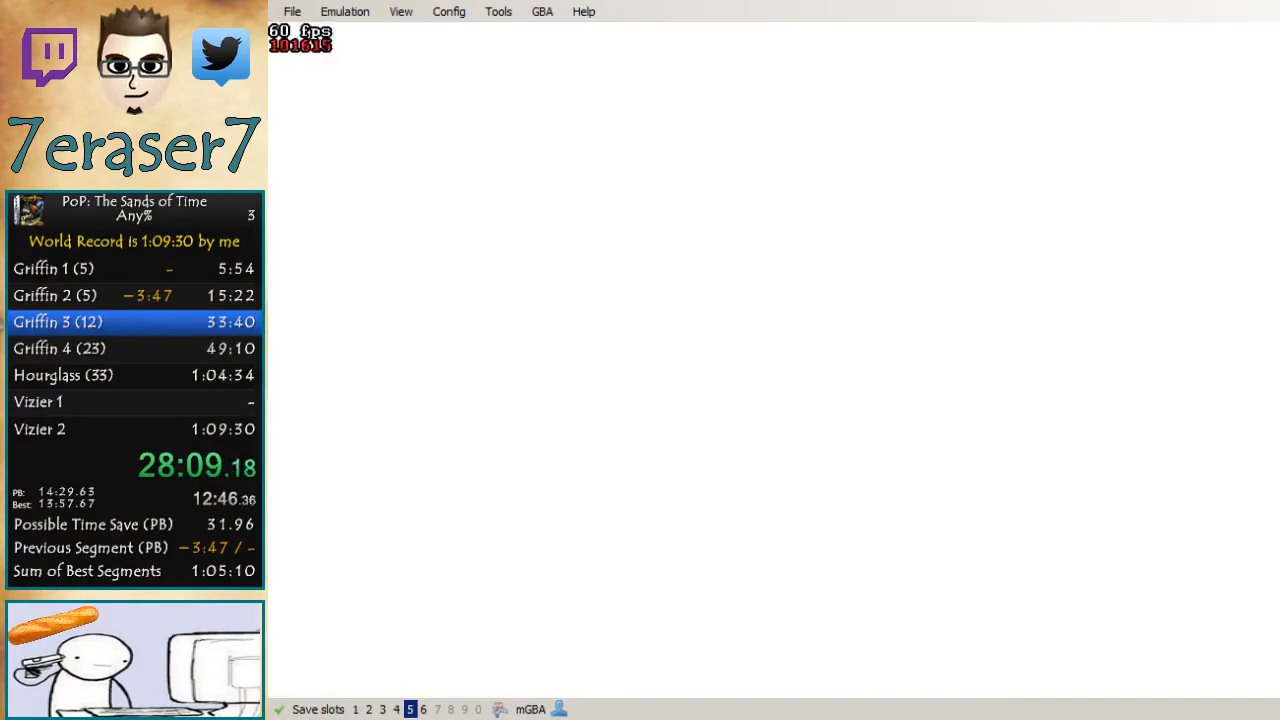 File Emulation View Config Tools GBA Help
60 fps
101615
7eraser7
PoP: The Sands of Time
Any% 3
World Record is 1:09:30 by me
Griffin 1 (5) - 5:54
Griffin 2 (5) -3:47 15:22
Griffin 3 (12) 33:40
Griffin 4 (23) 49:10
Hourglass (33) 1:04:34
Vizier 1 -
Vizier 2 1:09:30
28:09.18
PB: 14:29.63
Best: 13:57.67
12:46.36
Possible Time Save (PB) 31.96
Previous Segment (PB) -3:47 / -
Sum of Best Segments 1:05:10
Save slots 1 2 3 4 5 6 7 8 9 0 mGBA